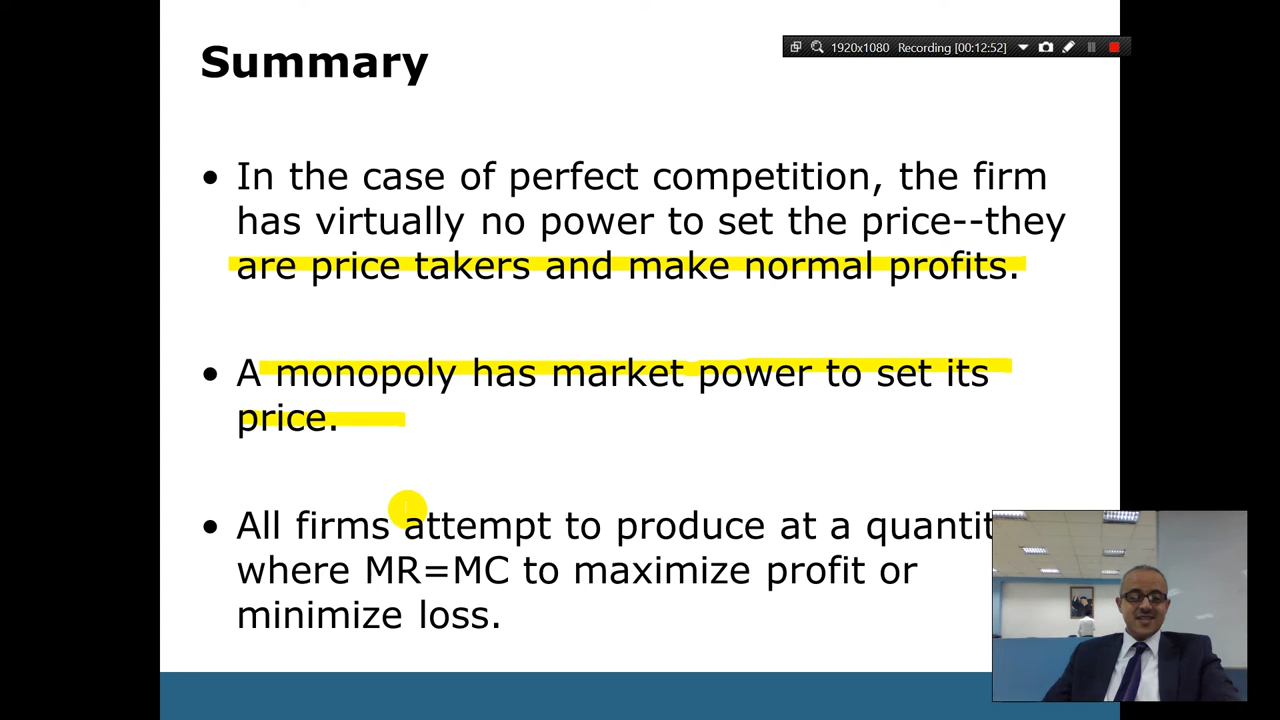 Summary
1920x1080 Recording [00:12:52]
• In the case of perfect competition, the firm
has virtually no power to set the price--they
are price takers and make normal profits.
• A monopoly has market power to set its
price.
• All firms attempt to produce at a quantit
where MR=MC to maximize profit or
minimize loss.